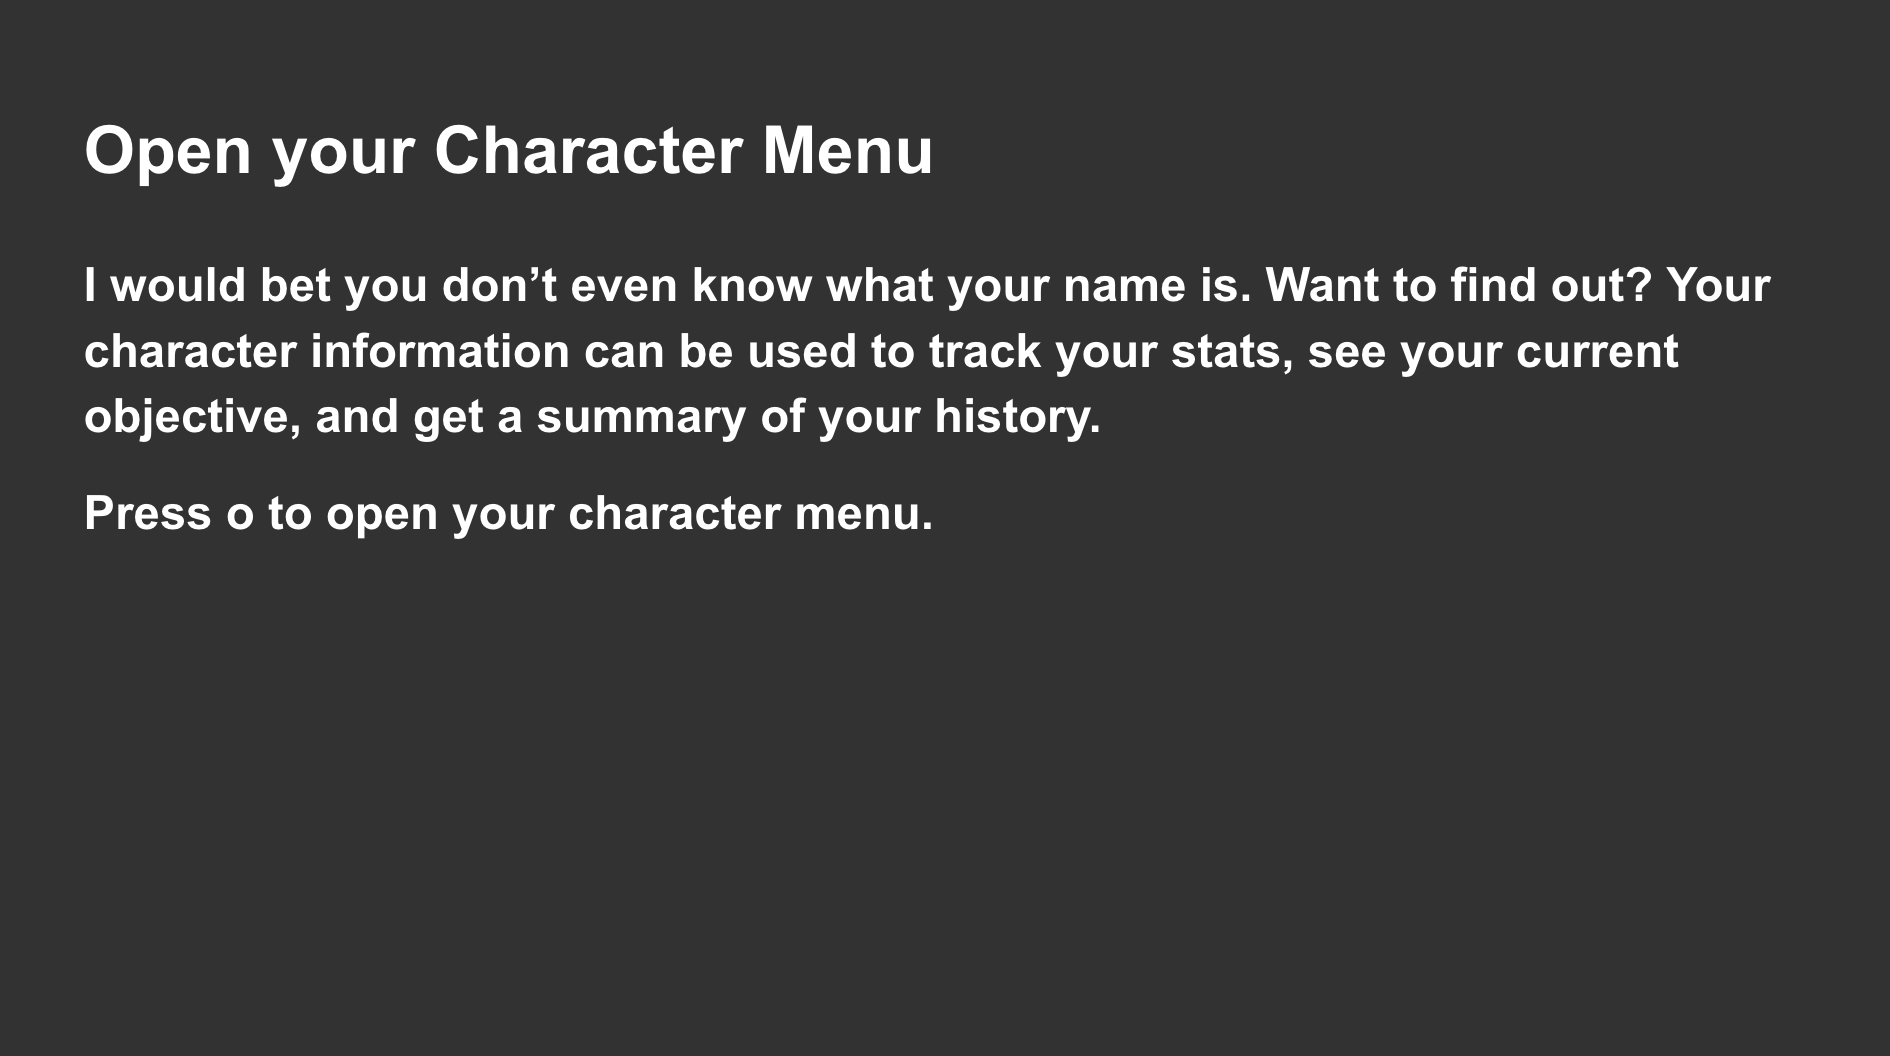 Open your Character Menu
I would bet you don’t even know what your name is. Want to find out? Your
character information can be used to track your stats, see your current
objective, and get a summary of your history.
Press o to open your character menu.